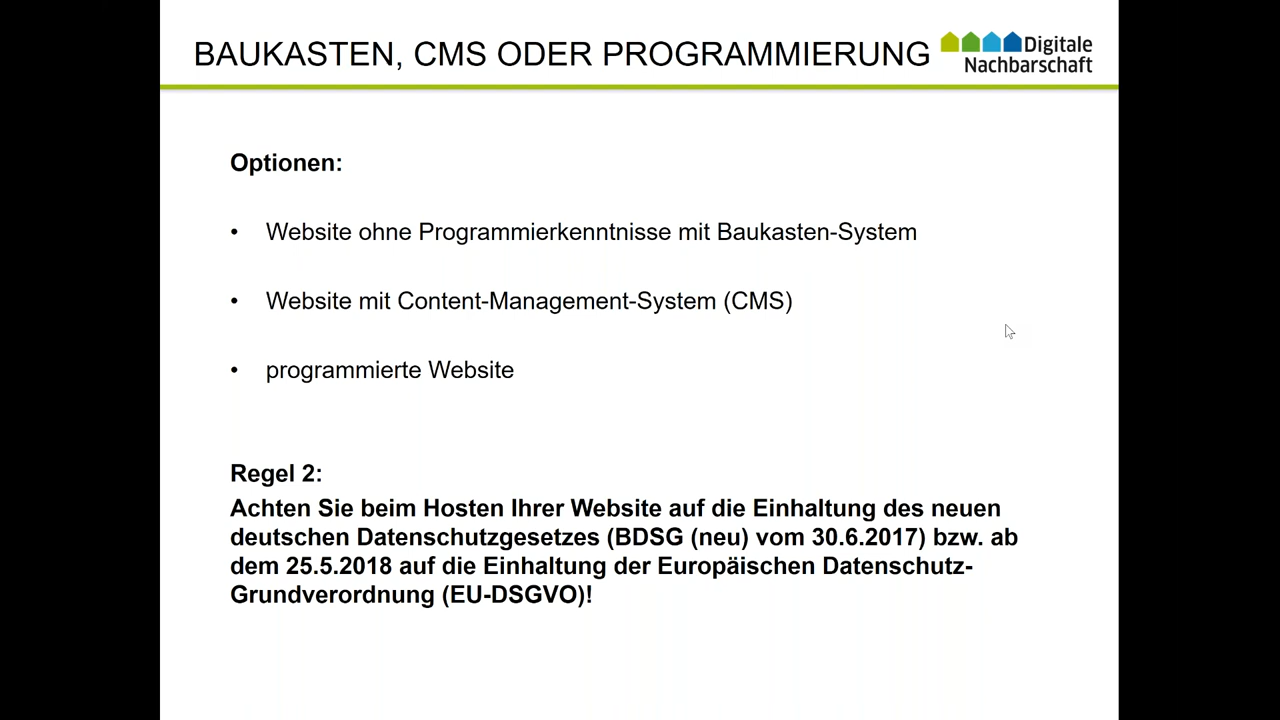 BAUKASTEN, CMS ODER PROGRAMMIERUNG
Digitale
Nachbarschaft
Optionen:
• Website ohne Programmierkenntnisse mit Baukasten-System
• Website mit Content-Management-System (CMS)
• programmierte Website
Regel 2:
Achten Sie beim Hosten Ihrer Website auf die Einhaltung des neuen
deutschen Datenschutzgesetzes (BDSG (neu) vom 30.6.2017) bzw. ab
dem 25.5.2018 auf die Einhaltung der Europäischen Datenschutz-
Grundverordnung (EU-DSGVO)!